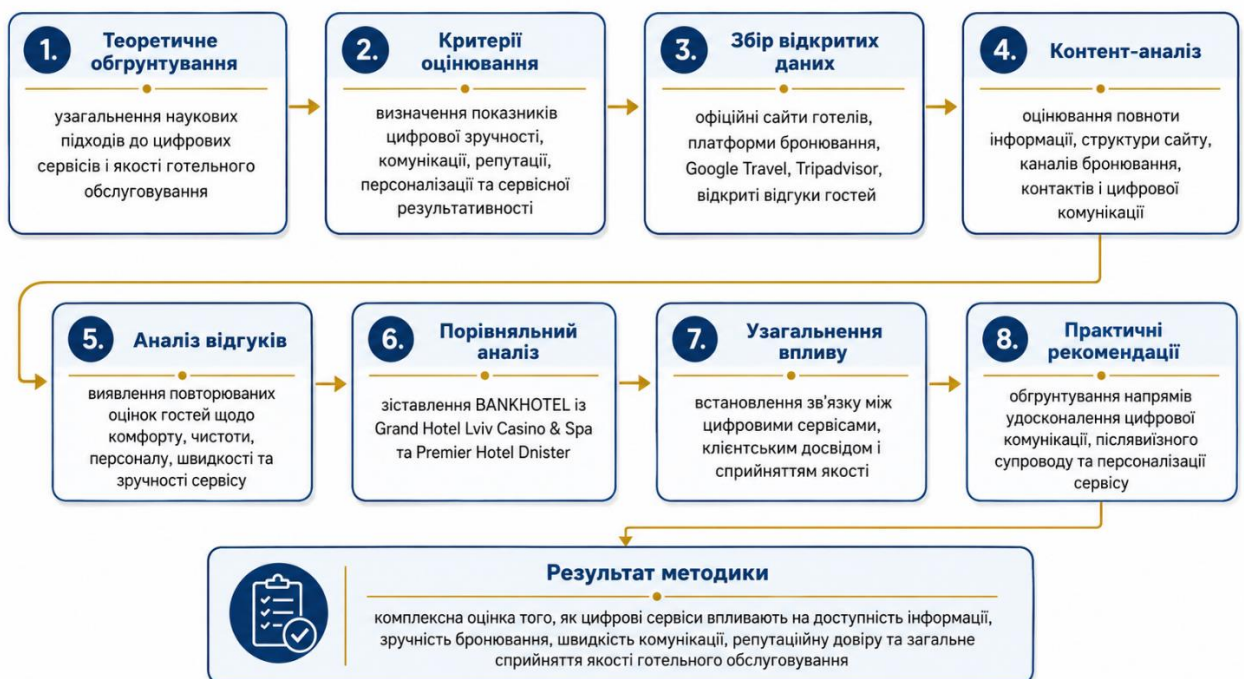 1.
Теоретичне
обґрунтування
узагальнення наукових
підходів до цифрових
сервісів і якості готельного
обслуговування
2.
Критерії
оцінювання
визначення показників
цифрової зручності,
комунікації, репутації,
персоналізації та сервісної
результативності
3.
Збір відкритих
даних
офіційні сайти готелів,
платформи бронювання,
Google Travel, Tripadvisor,
відкриті відгуки гостей
4.
Контент-аналіз
оцінювання повноти
інформації, структури сайту,
каналів бронювання,
контактів і цифрової
комунікації
5.
Аналіз відгуків
виявлення повторюваних
оцінок гостей щодо
комфорту, чистоти,
персоналу, швидкості та
зручності сервісу
6.
Порівняльний
аналіз
зіставлення BANKHOTEL із
Grand Hotel Lviv Casino & Spa
та Premier Hotel Dnister
7.
Узагальнення
впливу
встановлення зв'язку між
цифровими сервісами,
клієнтським досвідом і
сприйняттям якості
8.
Практичні
рекомендації
обґрунтування напрямів
удосконалення цифрової
комунікації, післявиїзного
супроводу та персоналізації
сервісу
Результат методики
комплексна оцінка того, як цифрові сервіси впливають на доступність інформації,
зручність бронювання, швидкість комунікації, репутаційну довіру та загальне
сприйняття якості готельного обслуговування